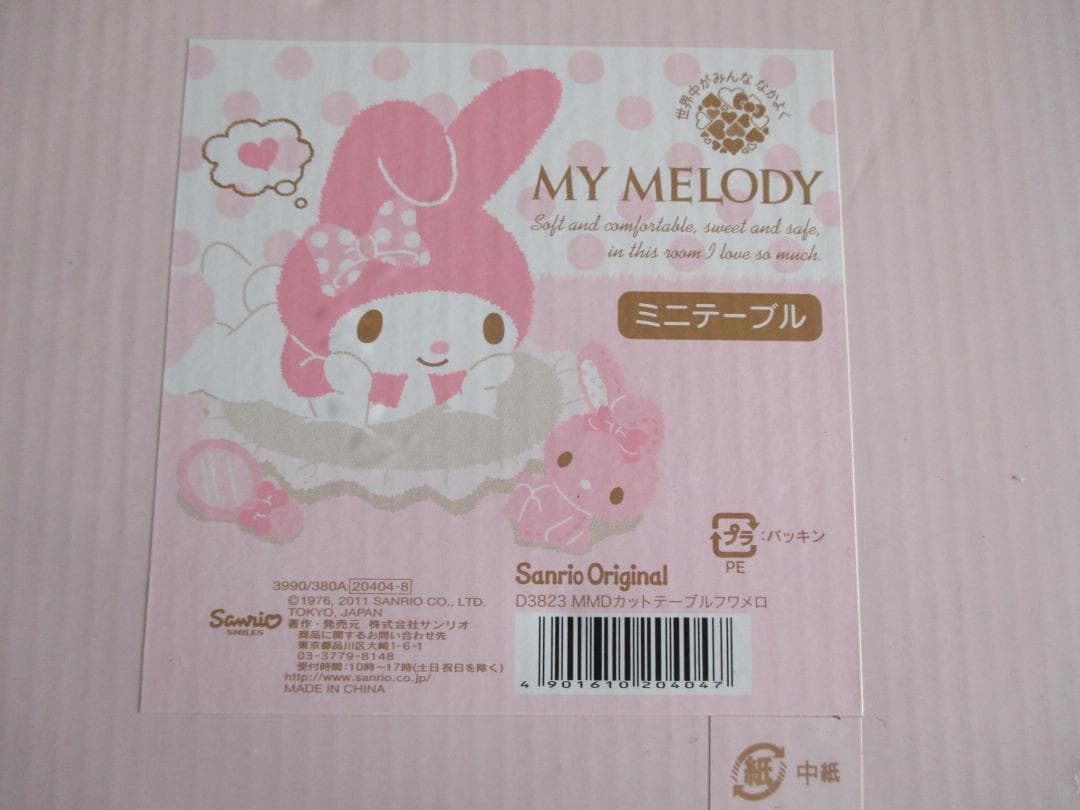 世界中がみんな なかよく
MY MELODY
Soft and comfortable, sweet and safe,
in this room I love so much.
ミニテーブル
プラ :パッキン
PE
Sanrio Original
D3823 MMDカットテーブルフワメロ
4 901610 204047
3990/380A 20404-8
©1976, 2011 SANRIO CO., LTD.
TOKYO, JAPAN
Sanrio
SMILES
著作・発売元 株式会社サンリオ
商品に関するお問い合わせ先
東京都品川区大崎1-6-1
03-3779-8148
受付時間:10時〜17時(土日祝日を除く)
http://www.sanrio.co.jp/
MADE IN CHINA
紙 中紙